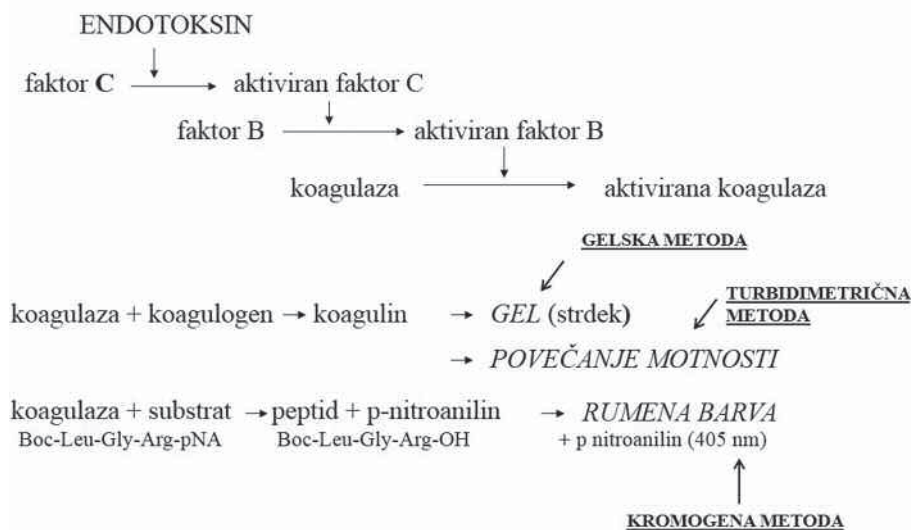 ENDOTOKSIN
faktor C → aktiviran faktor C
faktor B → aktiviran faktor B
koagulaza → aktivirana koagulaza
GELSKA METODA
koagulaza + koagulogen → koagulin → GEL (strdek)
TURBIDIMETRIČNA
METODA
→ POVEČANJE MOTNOSTI
koagulaza + substrat → peptid + p-nitroanilin → RUMENA BARVA
Boc-Leu-Gly-Arg-pNA Boc-Leu-Gly-Arg-OH + p nitroanilin (405 nm)
KROMOGENA METODA